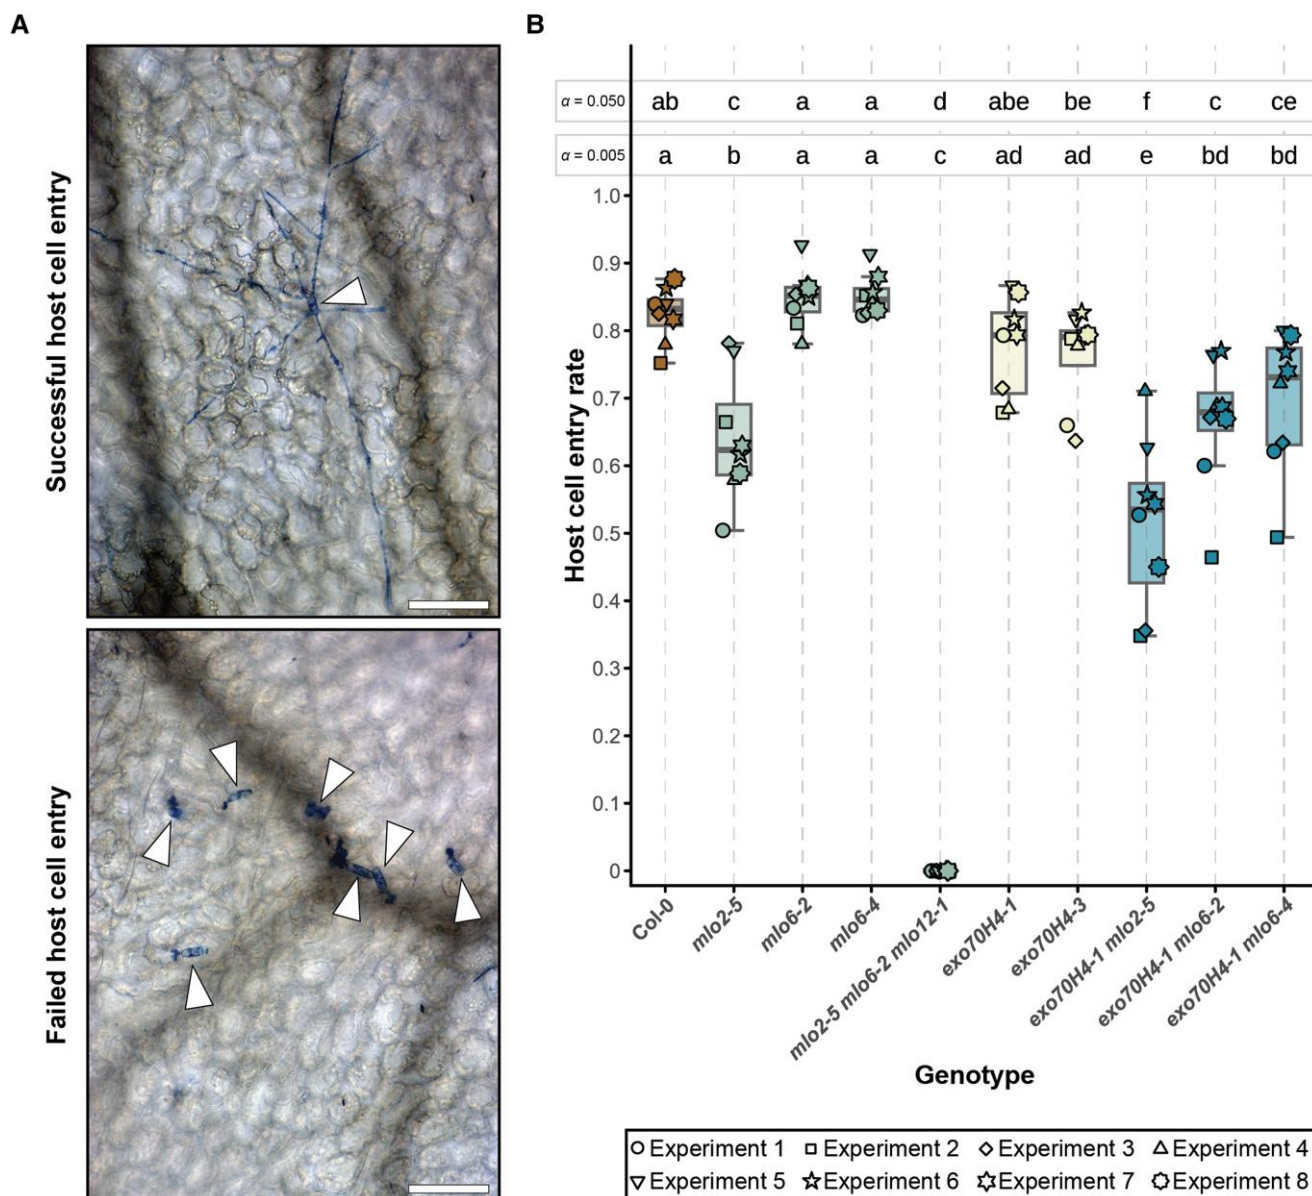 A
B
Successful host cell entry
Failed host cell entry
α = 0.050 ab c a a d abe be f c ce
α = 0.005 a b a a c ad ad e bd bd
Host cell entry rate
1.0
0.9
0.8
0.7
0.6
0.5
0.4
0.3
0.2
0.1
0
Col-0
mlo2-5
mlo6-2
mlo6-4
mlo2-5 mlo6-2 mlo12-1
exo70H4-1
exo70H4-3
exo70H4-1 mlo2-5
exo70H4-1 mlo6-2
exo70H4-1 mlo6-4
Genotype
Experiment 1 Experiment 2 Experiment 3 Experiment 4
Experiment 5 Experiment 6 Experiment 7 Experiment 8